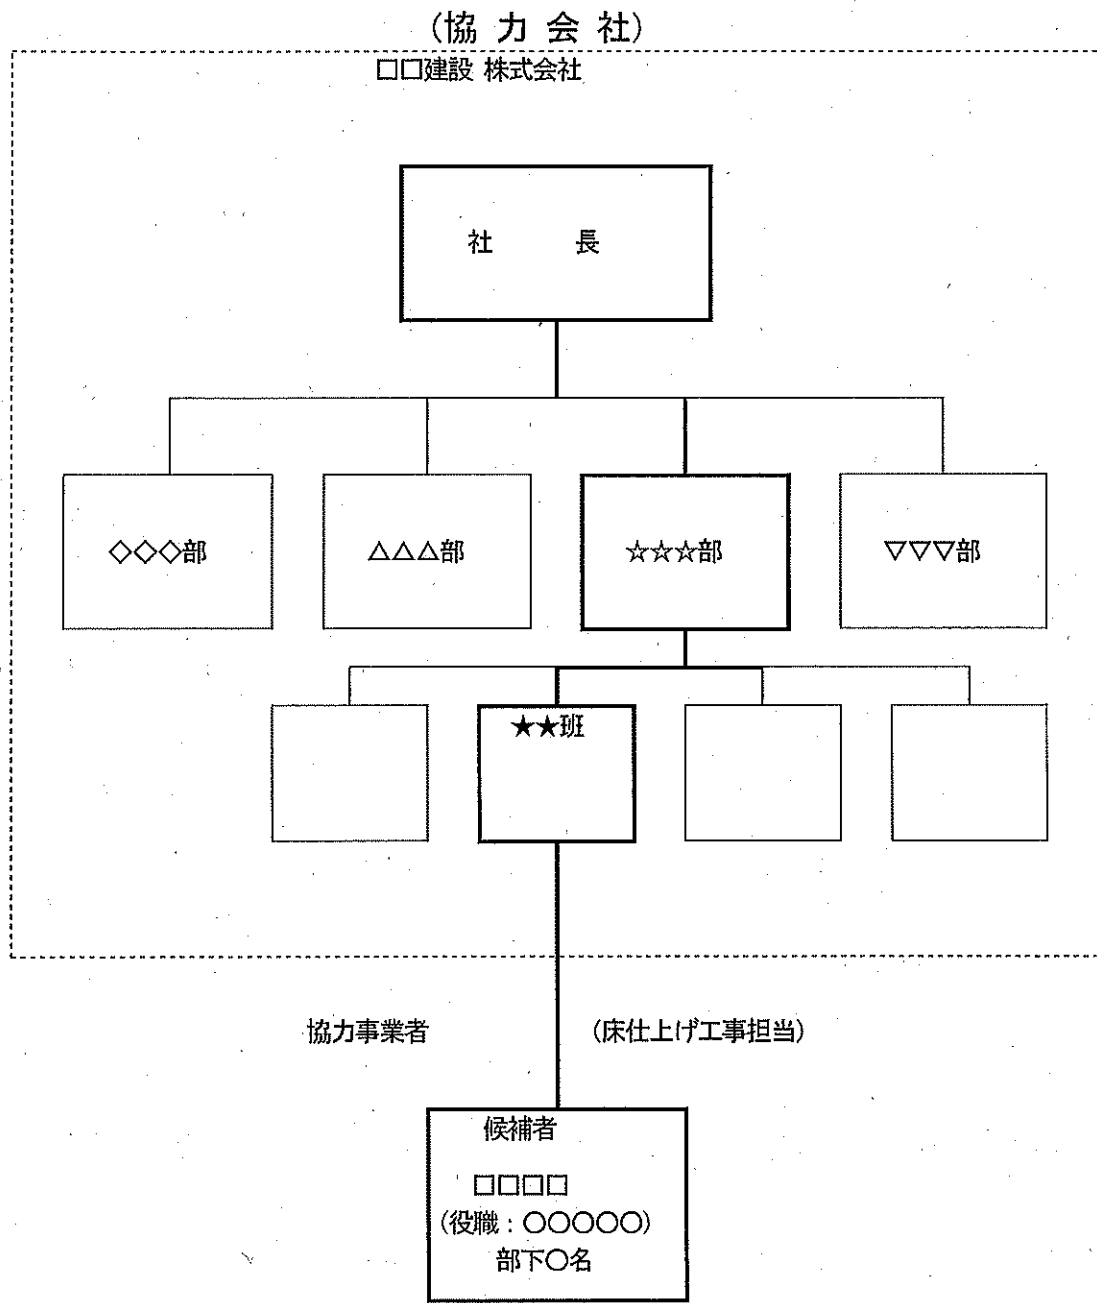 (協 力 会 社)
□□建設 株式会社
社　　長
◇◇◇部
△△△部
☆☆☆部
▽▽▽部
★★班
協力事業者
(床仕上げ工事担当)
候補者
□□□□
(役職:○○○○○)
部下○名